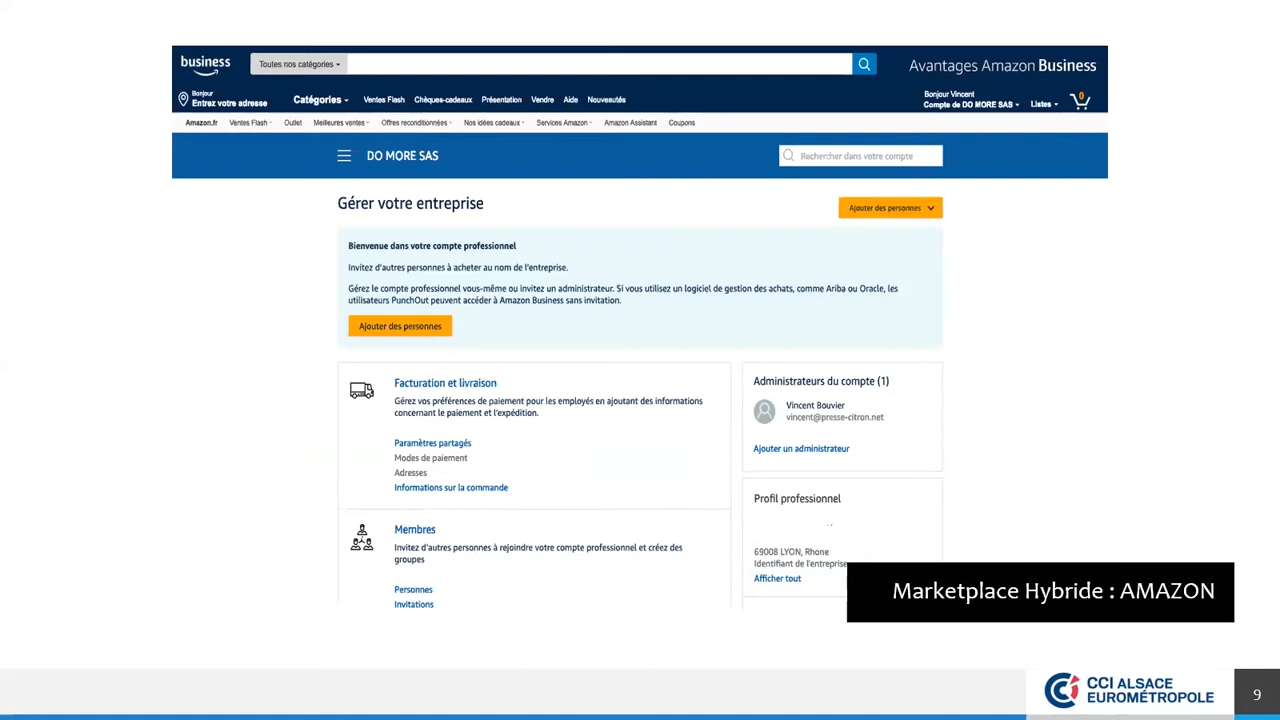 business
Toutes nos catégories
Avantages Amazon Business
Bonjour
Entrez votre adresse
Catégories
Ventes Flash
Chèques-cadeaux
Présentation
Vendre
Aide
Nouveautés
Bonjour Vincent
Compte de DO MORE SAS
Listes
0
Amazon.fr
Ventes Flash
Outlet
Meilleures ventes
Offres reconditionnées
Nos idées cadeaux
Services Amazon
Amazon Assistant
Coupons
DO MORE SAS
Rechercher dans votre compte
Gérer votre entreprise
Ajouter des personnes
Bienvenue dans votre compte professionnel
Invitez d'autres personnes à acheter au nom de l'entreprise.
Gérez le compte professionnel vous-même ou invitez un administrateur. Si vous utilisez un logiciel de gestion des achats, comme Ariba ou Oracle, les
utilisateurs PunchOut peuvent accéder à Amazon Business sans invitation.
Ajouter des personnes
Facturation et livraison
Gérez vos préférences de paiement pour les employés en ajoutant des informations
concernant le paiement et l'expédition.
Paramètres partagés
Modes de paiement
Adresses
Informations sur la commande
Membres
Invitez d'autres personnes à rejoindre votre compte professionnel et créez des
groupes
Personnes
Invitations
Administrateurs du compte (1)
Vincent Bouvier
vincent@presse-citron.net
Ajouter un administrateur
Profil professionnel
69008 LYON, Rhone
Identifiant de l'entreprise
Afficher tout
Marketplace Hybride : AMAZON
CCI ALSACE
EUROMÉTROPOLE
9